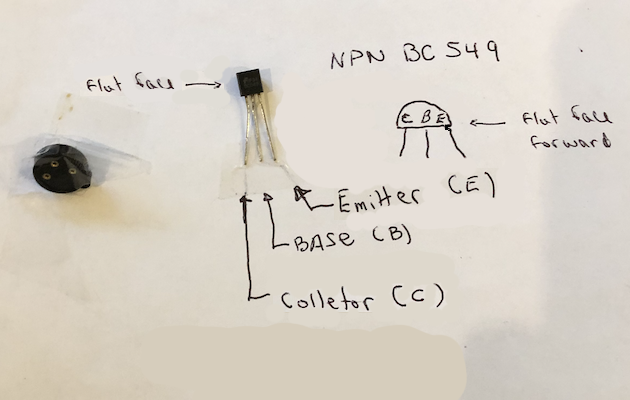 NPN BC 549
Flat face
C B E
Flat face
Forward
Emitter (E)
BASE (B)
Colletor (C)